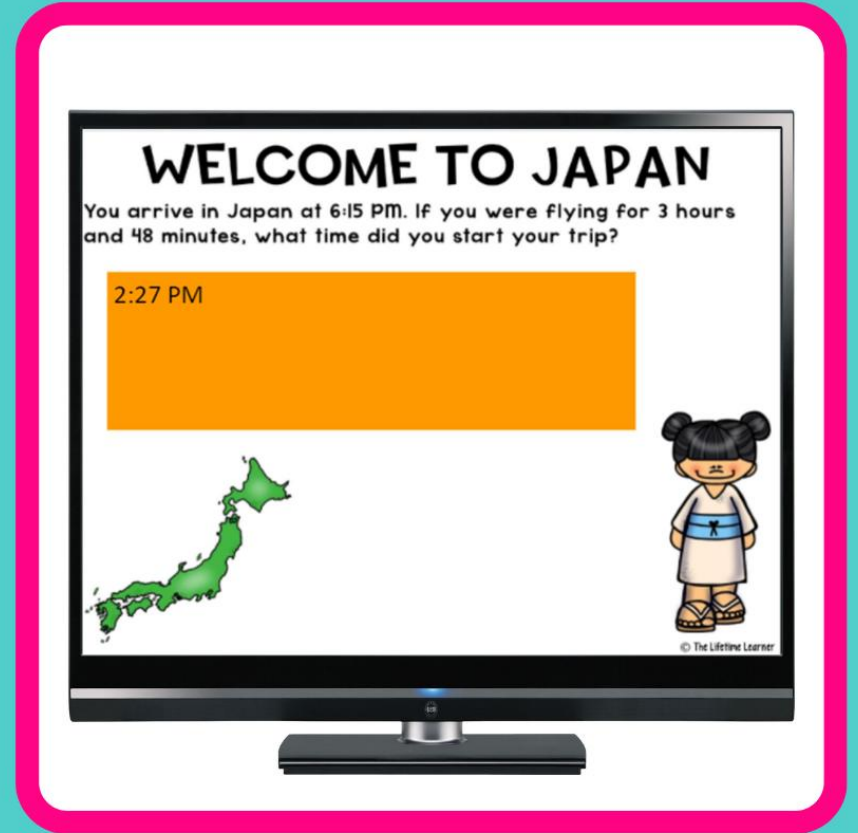 WELCOME TO JAPAN
You arrive in Japan at 6:15 PM. If you were flying for 3 hours
and 48 minutes, what time did you start your trip?
2:27 PM
© The Lifetime Learner